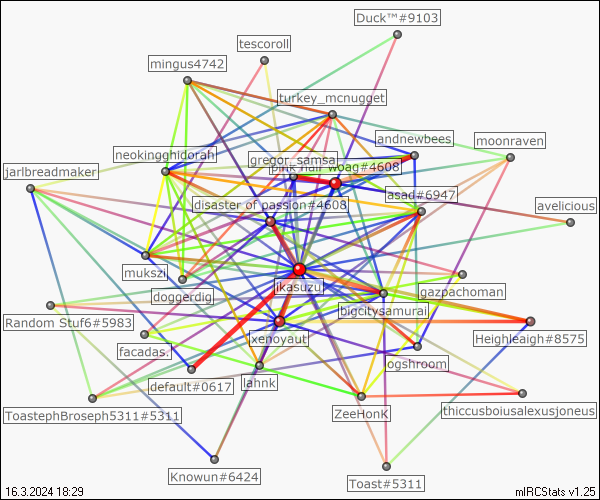 Duck™#9103
tescoroll
mingus4742
turkey_mcnugget
andnewbees
moonraven
neokingghidorah
gregor_samsa
pink hair woag#4608
jarlbreadmaker
asad#6947
disaster of passion#4608
avelicious
mukszi
doggerdig
ikasuzu
gazpachoman
bigcitysamurai
Random Stuf6#5983
xenoyaut
Heighleaigh#8575
facadas.
ogshroom
default#0617
lahnk
ToastephBroseph5311#5311
ZeeHonK
thiccusboiusalexusjoneus
Knowun#6424
Toast#5311
16.3.2024 18:29
mIRCStats v1.25